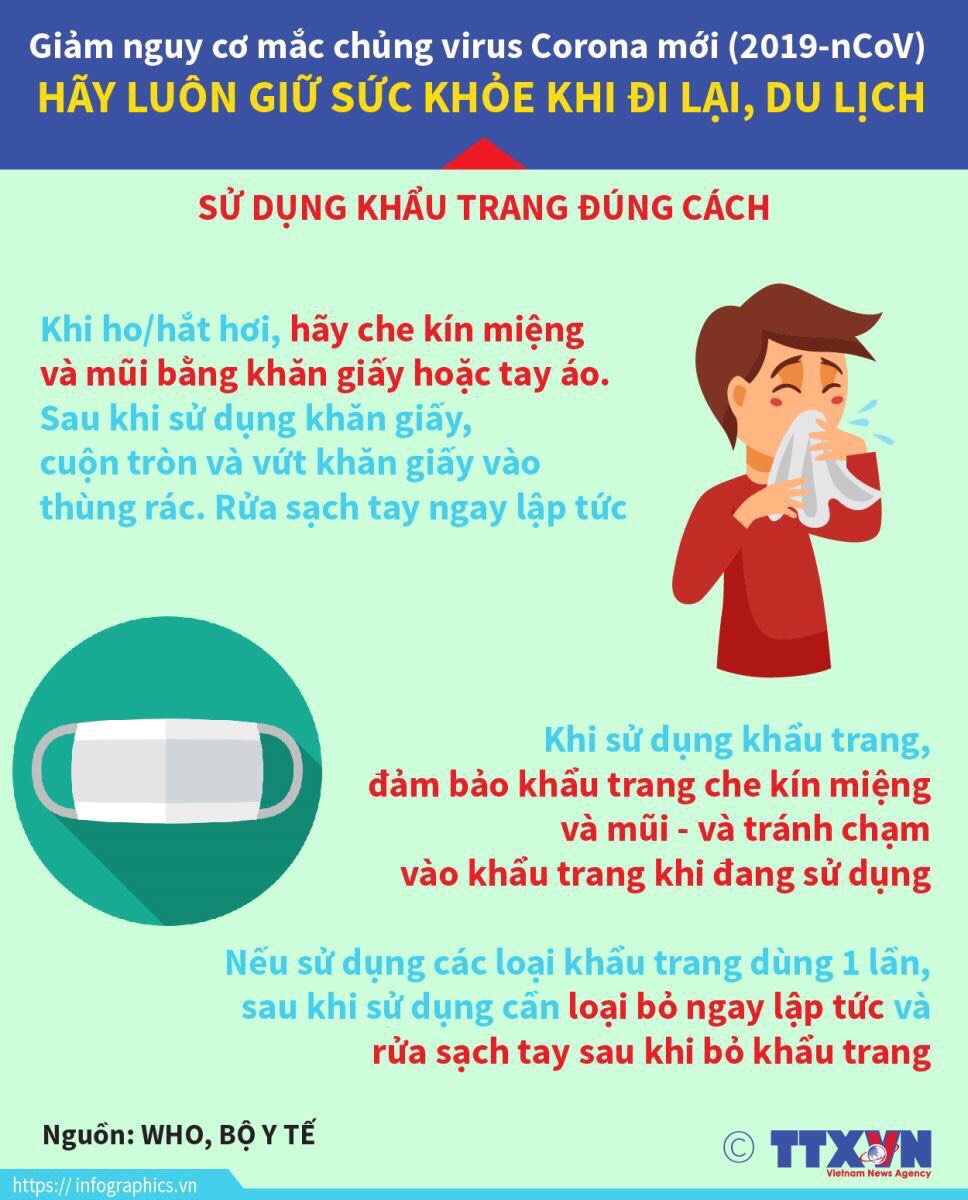 Giảm nguy cơ mắc chủng virus Corona mới (2019-nCoV)
HÃY LUÔN GIỮ SỨC KHỎE KHI ĐI LẠI, DU LỊCH
SỬ DỤNG KHẨU TRANG ĐÚNG CÁCH
Khi ho/hắt hơi, hãy che kín miệng
và mũi bằng khăn giấy hoặc tay áo.
Sau khi sử dụng khăn giấy,
cuộn tròn và vứt khăn giấy vào
thùng rác. Rửa sạch tay ngay lập tức
Khi sử dụng khẩu trang,
đảm bảo khẩu trang che kín miệng
và mũi - và tránh chạm
vào khẩu trang khi đang sử dụng
Nếu sử dụng các loại khẩu trang dùng 1 lần,
sau khi sử dụng cần loại bỏ ngay lập tức và
rửa sạch tay sau khi bỏ khẩu trang
Nguồn: WHO, BỘ Y TẾ
© TTXVN
Vietnam News Agency
https:// infographics.vn